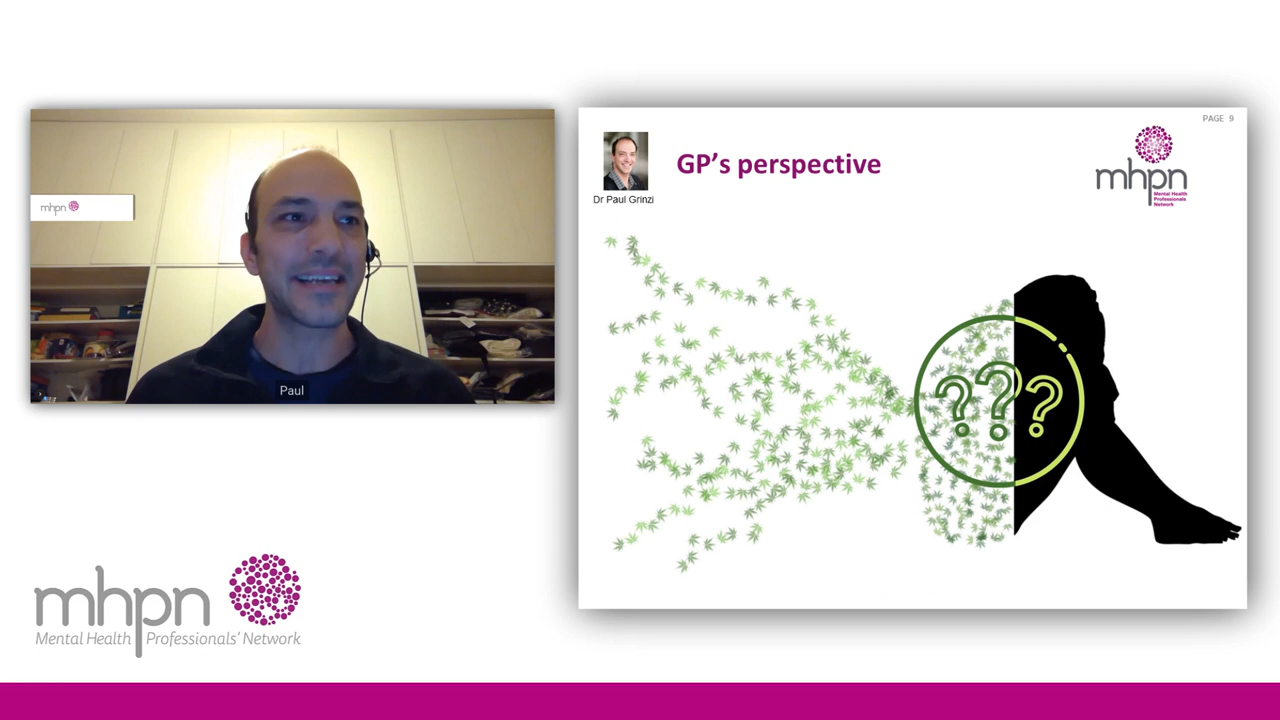 mhpn
Paul
PAGE 9
Dr Paul Grinzi
GP's perspective
mhpn
Mental Health
Professionals
Network
???
mhpn
Mental Health Professionals' Network